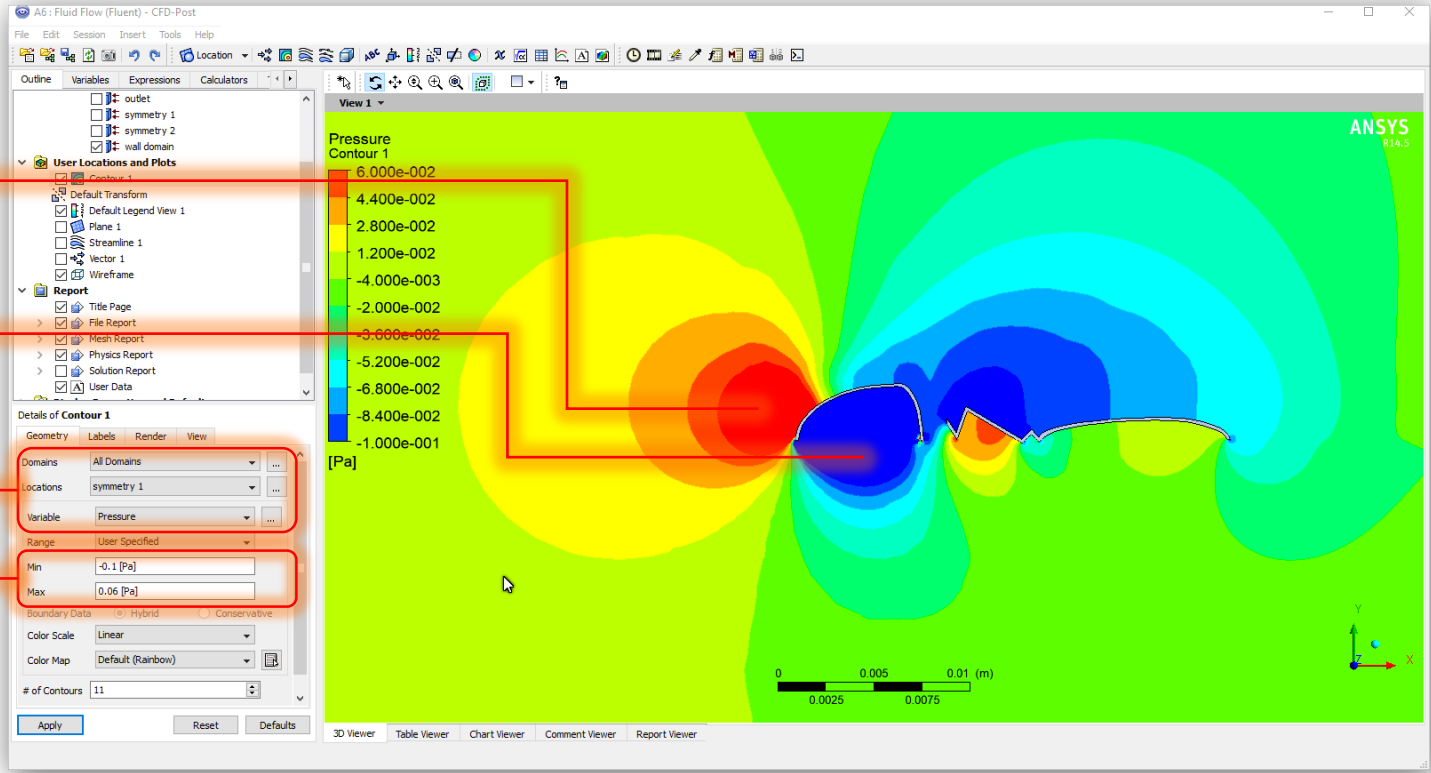 A6 : Fluid Flow (Fluent) - CFD-Post
File Edit Session Insert Tools Help
Location
Outline Variables Expressions Calculators
outlet
symmetry 1
symmetry 2
wall domain
User Locations and Plots
Contour 1
Default Transform
Default Legend View 1
Plane 1
Streamline 1
Vector 1
Wireframe
Report
Title Page
File Report
Mesh Report
Physics Report
Solution Report
User Data
Details of Contour 1
Geometry Labels Render View
Domains All Domains ...
Locations symmetry 1 ...
Variable Pressure ...
Range User Specified
Min -0.1 [Pa]
Max 0.06 [Pa]
Boundary Data Hybrid Conservative
Color Scale Linear
Color Map Default (Rainbow)
# of Contours 11
Apply Reset Defaults
View 1
Pressure
Contour 1
6.000e-002
4.400e-002
2.800e-002
1.200e-002
-4.000e-003
-2.000e-002
-3.600e-002
-5.200e-002
-6.800e-002
-8.400e-002
-1.000e-001
[Pa]
ANSYS
R14.5
0 0.005 0.01 (m)
0.0025 0.0075
Y
Z X
3D Viewer Table Viewer Chart Viewer Comment Viewer Report Viewer